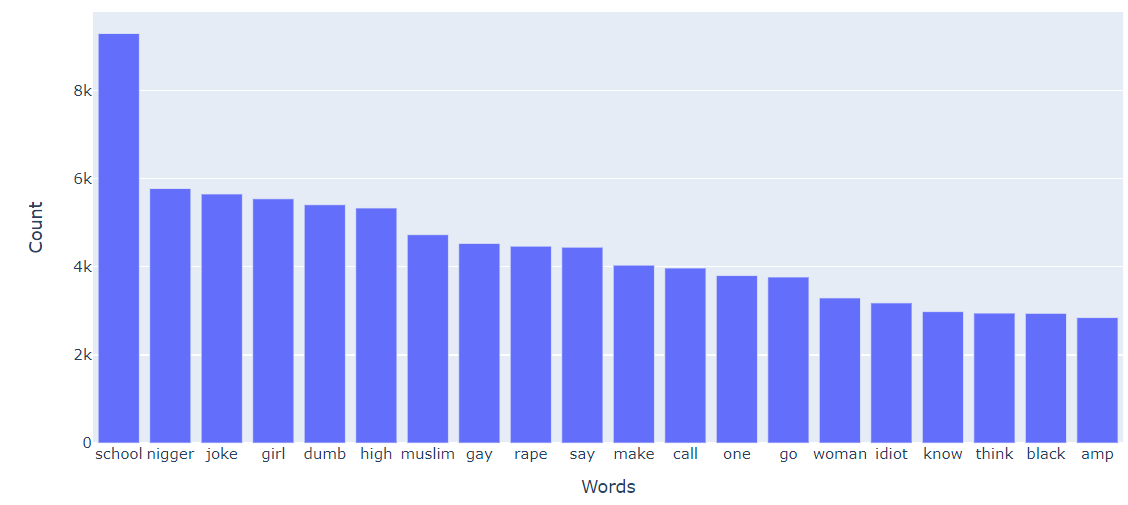 8k
6k
4k
2k
0
Count
school nigger joke girl dumb high muslim gay rape say make call one go woman idiot know think black amp
Words